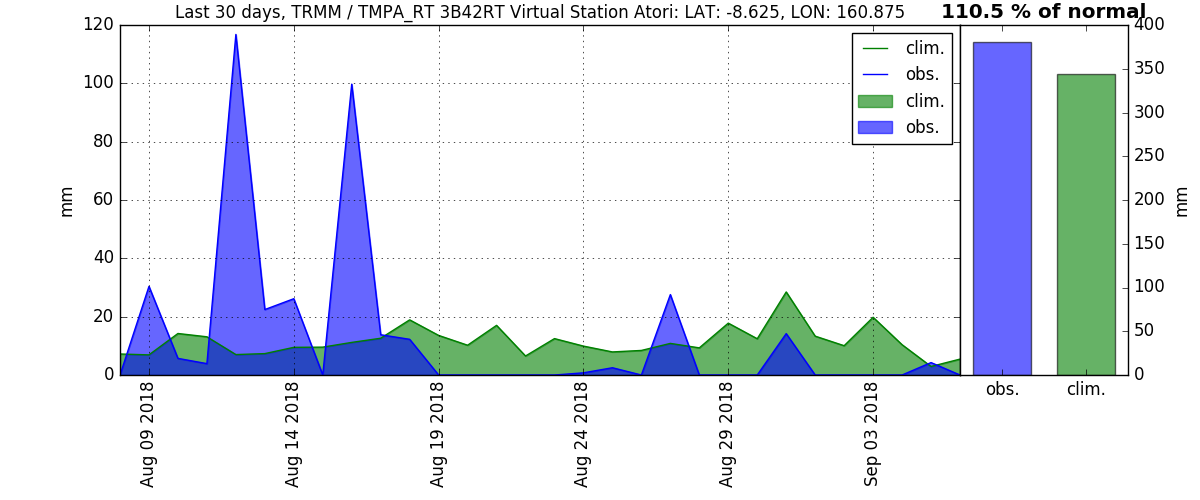 Last 30 days, TRMM / TMPA_RT 3B42RT Virtual Station Atori: LAT: -8.625, LON: 160.875
110.5 % of normal
120
100
80
60
40
20
0
mm
clim.
obs.
clim.
obs.
Aug 09 2018
Aug 14 2018
Aug 19 2018
Aug 24 2018
Aug 29 2018
Sep 03 2018
400
350
300
250
200
150
100
50
0
mm
obs.
clim.